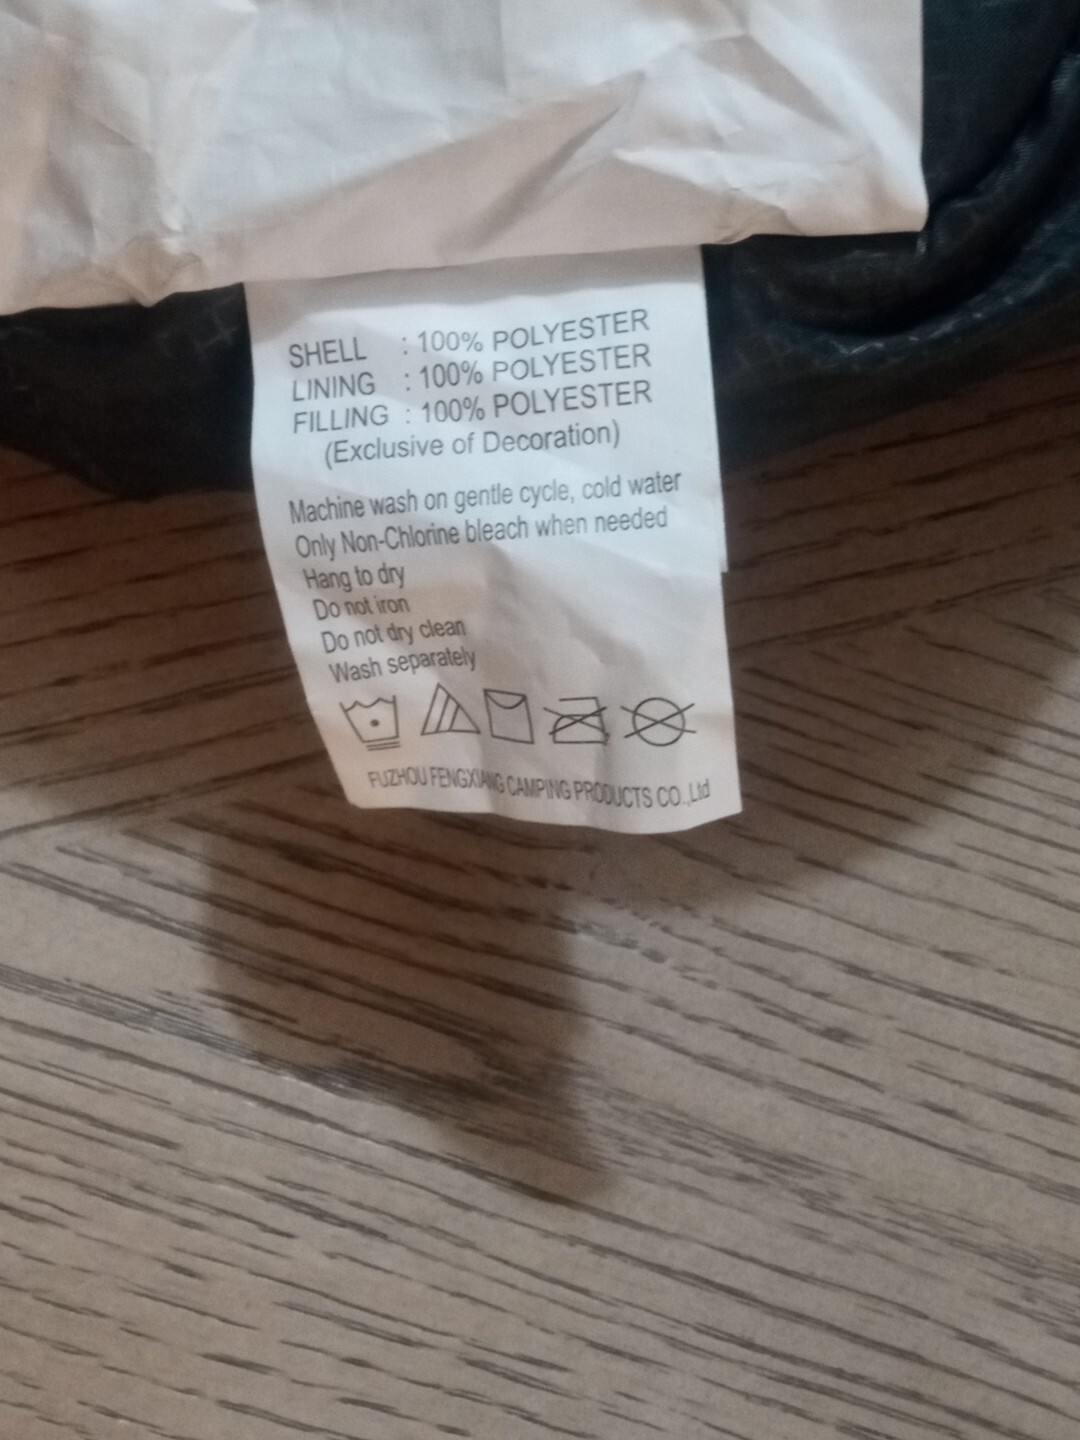 SHELL : 100% POLYESTER
LINING : 100% POLYESTER
FILLING : 100% POLYESTER
(Exclusive of Decoration)
Machine wash on gentle cycle, cold water
Only Non-Chlorine bleach when needed
Hang to dry
Do not iron
Do not dry clean
Wash separately
FUZHOU FENGXIANG CAMPING PRODUCTS CO.,Ltd